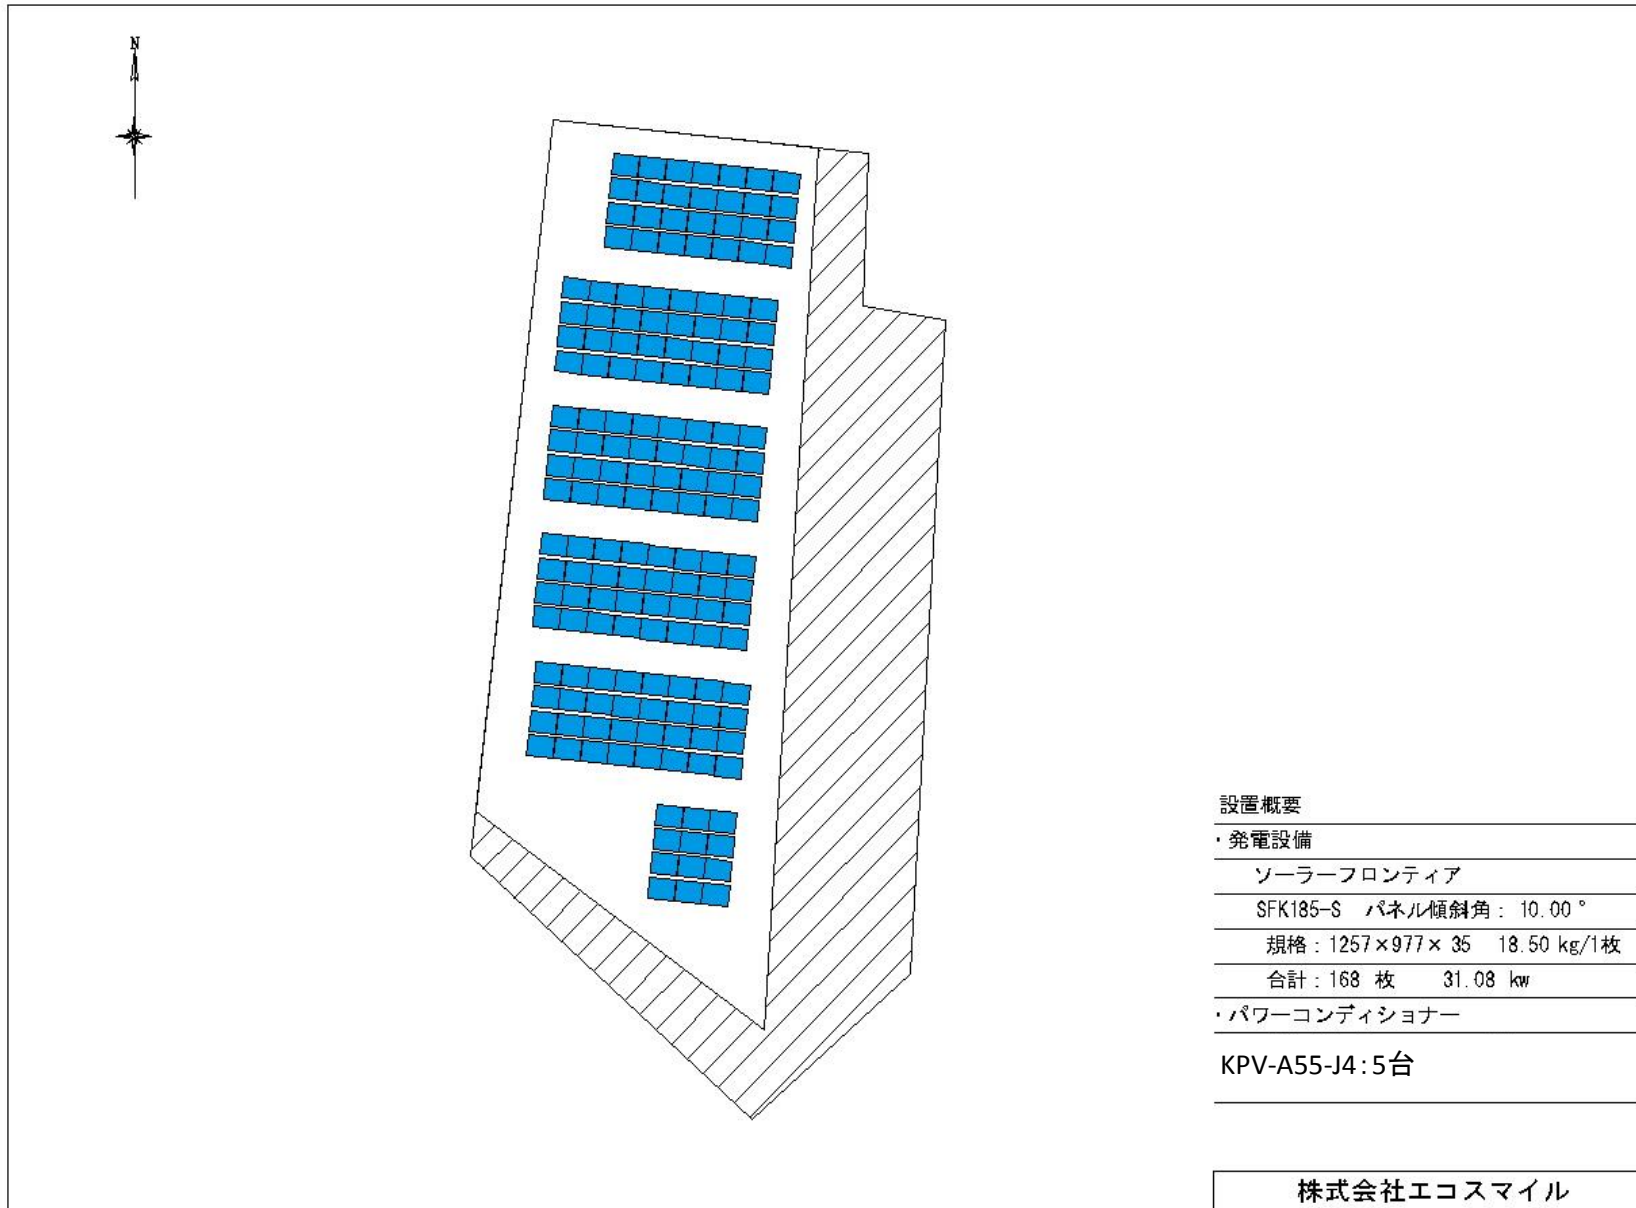 N
設置概要
・発電設備
ソーラーフロンティア
SFK185-S パネル傾斜角：10.00°
規格：1257×977× 35 18.50 kg/1枚
合計：168 枚 31.08 kw
・パワーコンディショナー
KPV-A55-J4：5台
株式会社エコスマイル